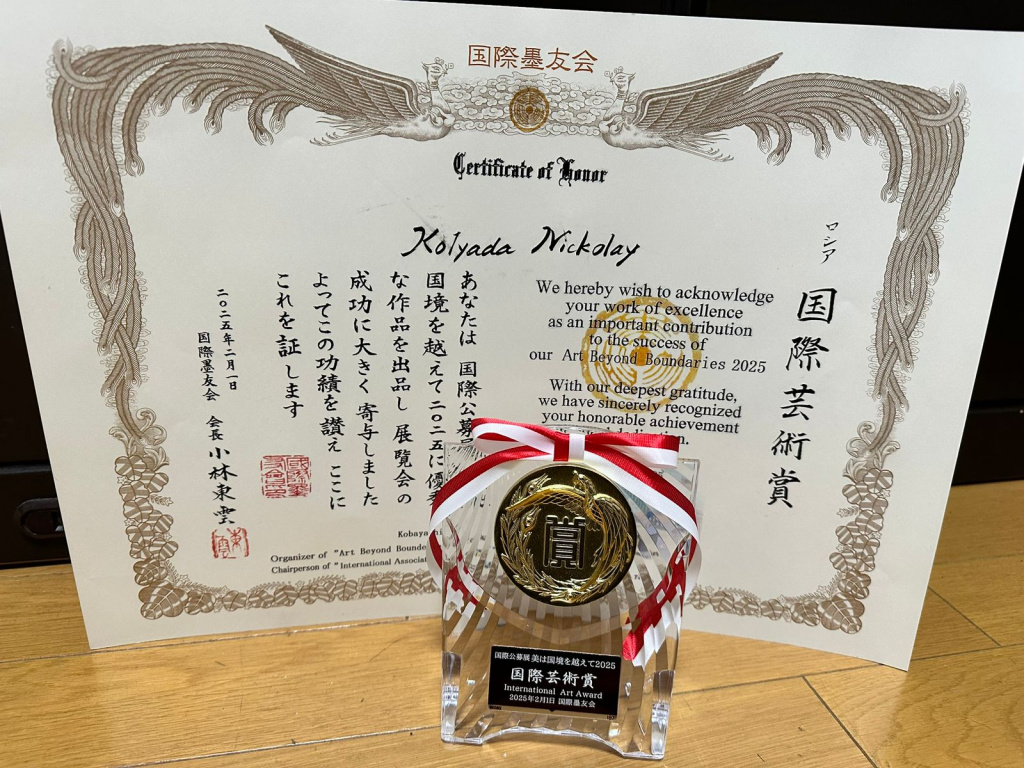 国際墨友会
Certificate of Honor
Kolyada Nickolay
ロシア
国際芸術賞
We hereby wish to acknowledge
your work of excellence
as an important contribution
to the success of
our Art Beyond Boundaries 2025
With our deepest gratitude,
we have sincerely recognized
your honorable achievement
あなたは 国際公募
国境を越えて2025に優
な作品を出品し 展覧会の
成功に大きく 寄与しました
よってこの功績を讃え ここに
これを証します
二〇二五年二月一日
国際墨友会 会長 小林東雲
Organizer of "Art Beyond
Chairperson of "International
賞
国際公募展 美は国境を越えて2025
国際芸術賞
International Art Award
2025年2月1日 国際墨友会